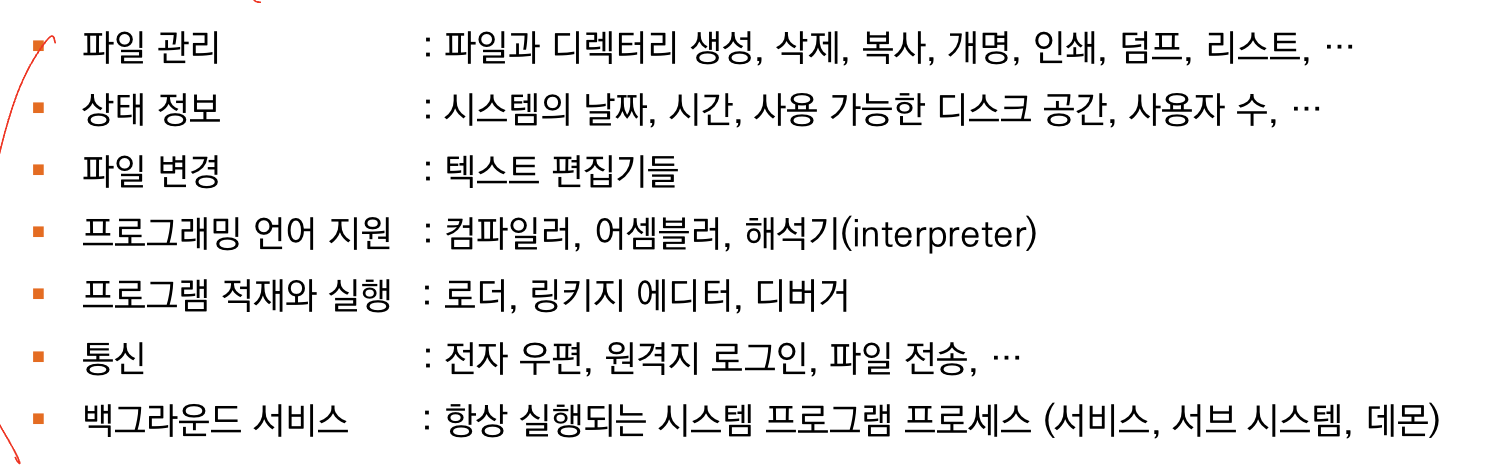 ▪ 파일 관리 : 파일과 디렉터리 생성, 삭제, 복사, 개명, 인쇄, 덤프, 리스트, ⋯
▪ 상태 정보 : 시스템의 날짜, 시간, 사용 가능한 디스크 공간, 사용자 수, ⋯
▪ 파일 변경 : 텍스트 편집기들
▪ 프로그래밍 언어 지원 : 컴파일러, 어셈블러, 해석기(interpreter)
▪ 프로그램 적재와 실행 : 로더, 링키지 에디터, 디버거
▪ 통신 : 전자 우편, 원격지 로그인, 파일 전송, ⋯
▪ 백그라운드 서비스 : 항상 실행되는 시스템 프로그램 프로세스 (서비스, 서브 시스템, 데몬)